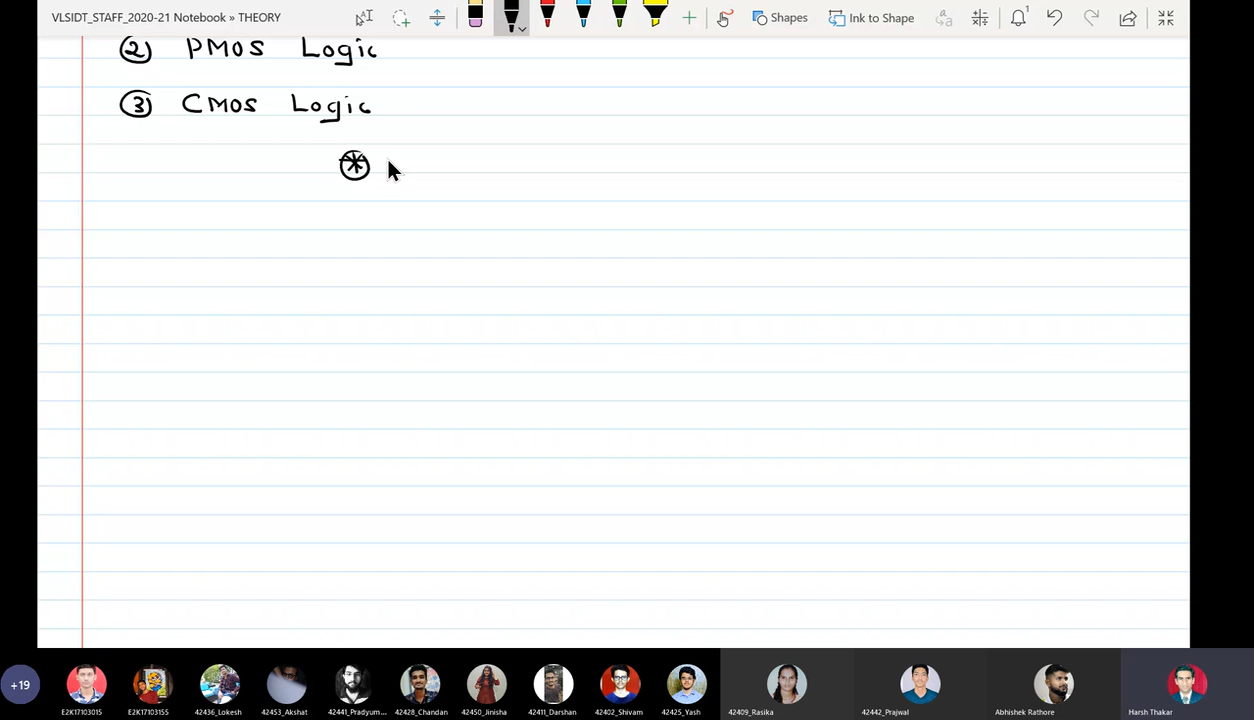 VLSIDT_STAFF_2020-21 Notebook » THEORY
Shapes
Ink to Shape
② PMOS Logic
③ CMOS Logic
+19
E2K17103015
E2K17103155
42436_Lokesh
42453_Akshat
42441_Pradyum...
42428_Chandan
42450_Jinisha
42411_Darshan
42402_Shivam
42425_Yash
42409_Rasika
42442_Prajwal
Abhishek Rathore
Harsh Thakar